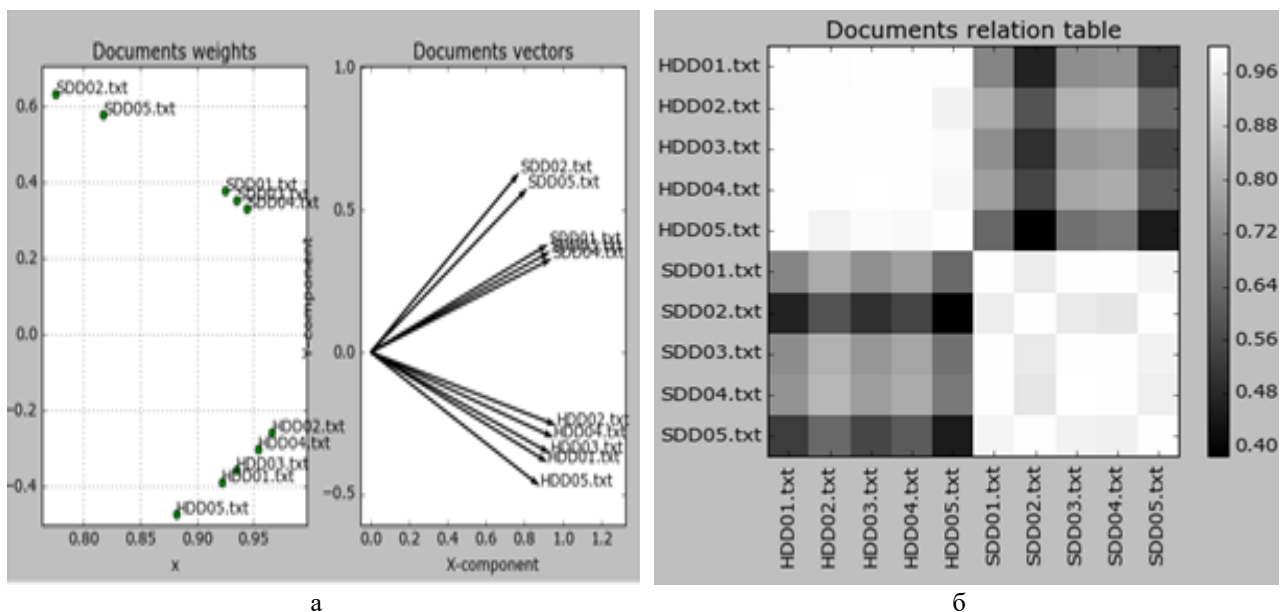 Documents weights
SDD02.txt
SDD05.txt
SDD01.txt
SDD03.txt
SDD04.txt
HDD02.txt
HDD04.txt
HDD03.txt
HDD01.txt
HDD05.txt
0.6
0.4
0.2
0.0
−0.2
−0.4
0.80 0.85 0.90 0.95
x
Documents vectors
Y-component
1.0
0.5
0.0
−0.5
SDD02.txt
SDD05.txt
SDD01.txt
SDD03.txt
SDD04.txt
HDD02.txt
HDD04.txt
HDD03.txt
HDD01.txt
HDD05.txt
0.0 0.2 0.4 0.6 0.8 1.0 1.2
X-component
а
Documents relation table
HDD01.txt
HDD02.txt
HDD03.txt
HDD04.txt
HDD05.txt
SDD01.txt
SDD02.txt
SDD03.txt
SDD04.txt
SDD05.txt
HDD01.txt
HDD02.txt
HDD03.txt
HDD04.txt
HDD05.txt
SDD01.txt
SDD02.txt
SDD03.txt
SDD04.txt
SDD05.txt
0.96
0.88
0.80
0.72
0.64
0.56
0.48
0.40
б